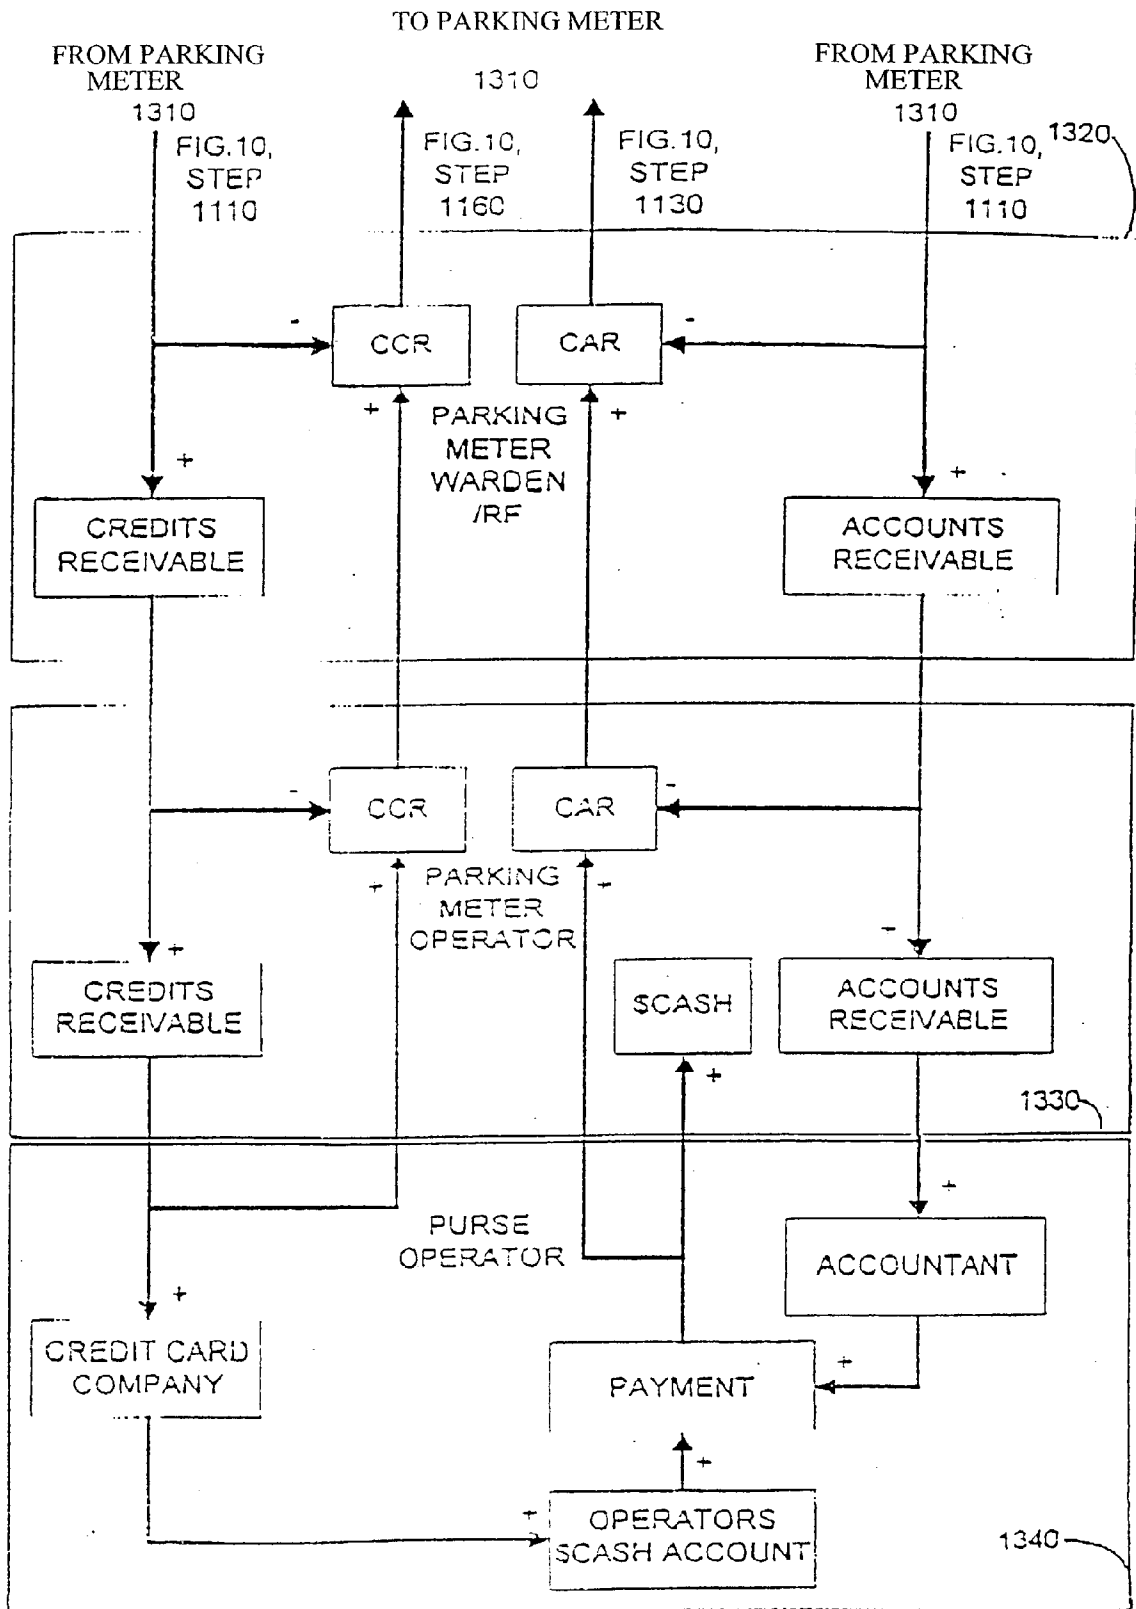 TO PARKING METER
FROM PARKING
METER
1310
1310
FROM PARKING
METER
1310
1320
FIG.10,
STEP
1110
FIG.10,
STEP
1160
FIG.10,
STEP
1130
FIG.10,
STEP
1110
-
CCR
CAR
-
+
PARKING
METER
WARDEN
/RF
+
+
+
CREDITS
RECEIVABLE
ACCOUNTS
RECEIVABLE
-
CCR
CAR
-
+
PARKING
METER
OPERATOR
+
+
-
CREDITS
RECEIVABLE
$CASH
ACCOUNTS
RECEIVABLE
+
1330
+
PURSE
OPERATOR
ACCOUNTANT
+
CREDIT CARD
COMPANY
PAYMENT
+
+
+
OPERATORS
$CASH ACCOUNT
1340